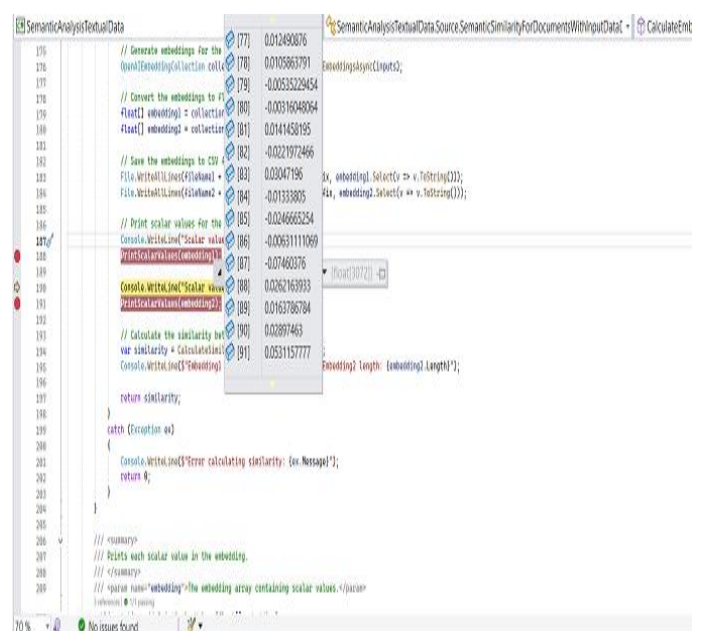 SemanticAnalysisTextualData
SemanticAnalysisTextualData.Source.SemanticSimilarityForDocumentsWithInputDataD
CalculateEmb
175 // Generate embeddings for the
176 OpenAIEmbeddingCollection colle EmbeddingsAsync(inputs);
177
178 // Convert the embeddings to fl
179 float[] embedding1 = collection
180 float[] embedding2 = collection
181
182 // Save the embeddings to CSV
183 File.WriteAllLines(fileName1 + ix, embedding1.Select(v => v.ToString()));
184 File.WriteAllLines(fileName2 + fix, embedding2.Select(v => v.ToString()));
185
186 // Print scalar values for the
187 Console.WriteLine("Scalar value
188 PrintScalarValues(embedding1);
189
190 Console.WriteLine("Scalar value
191 PrintScalarValues(embedding2);
192
193 // Calculate the similarity bet
194 var similarity = CalculateSimil
195 Console.WriteLine($"Embedding1 Embedding2 length: {embedding2.Length}");
196
197 return similarity;
198 }
199 catch (Exception ex)
200 {
201 Console.WriteLine($"Error calculating similarity: {ex.Message}");
202 return 0;
203 }
204 }
205
206 /// <summary>
207 /// Prints each scalar value in the embedding.
208 /// </summary>
209 /// <param name="embedding">The embedding array containing scalar values.</param>
[77] 0.012490876
[78] 0.0105863791
[79] -0.00535229454
[80] -0.00316048064
[81] 0.0141458195
[82] -0.0221972466
[83] 0.03047196
[84] -0.01333805
[85] -0.0246665254
[86] -0.00631111069
[87] -0.07460376
[88] 0.0262163933
[89] 0.0163786784
[90] 0.02897463
[91] 0.0531157777
{float[3072]}
70 %
No issues found